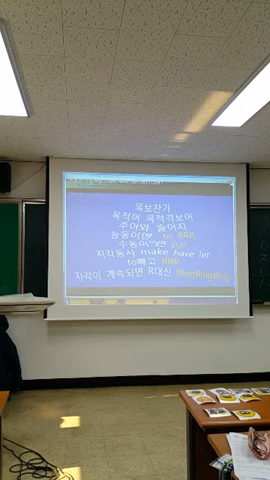 목보잔가
목적어 목적격보어
주어와 술어지
능동이면 to RRR
수동이면 p.p
지각동사 make have let
to빼고 RRR
지각이 계속되면 R대신 RingRingRing